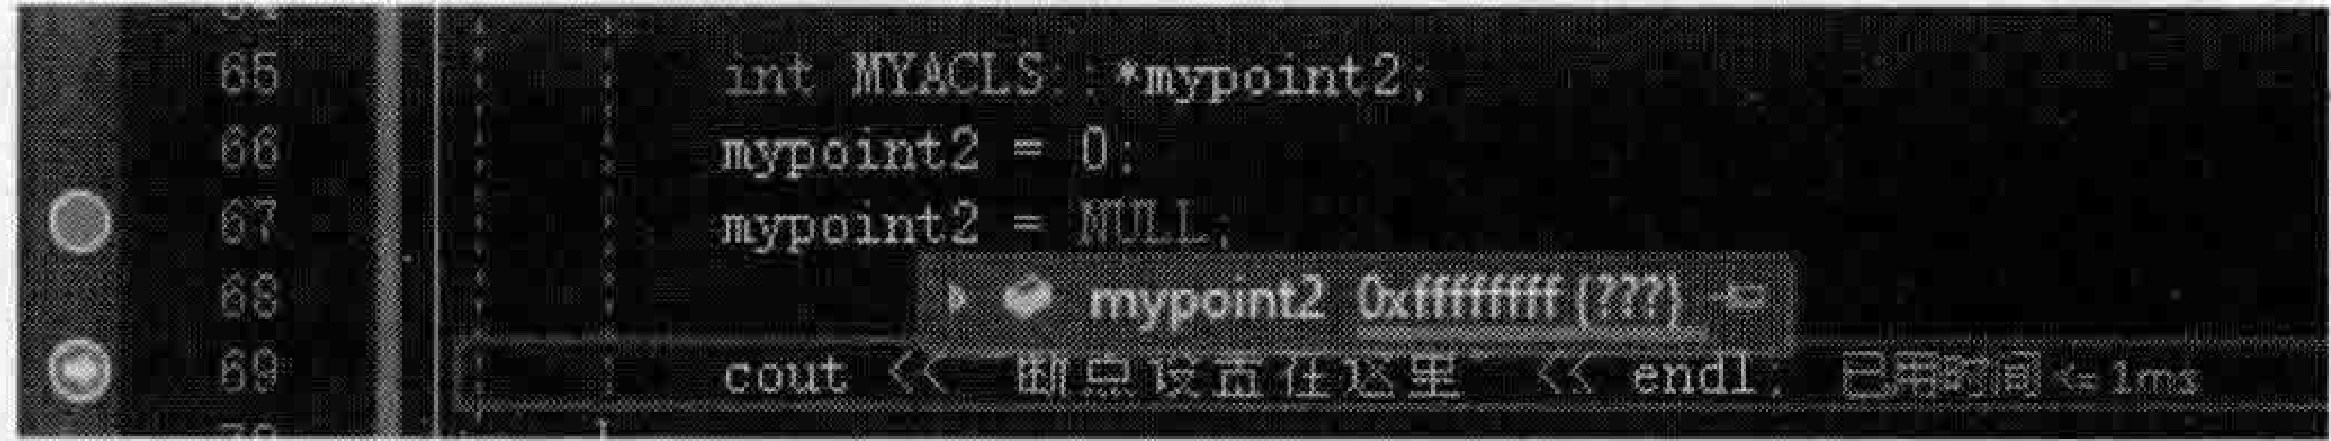 65 int MYACLS::*mypoint2;
66 mypoint2 = 0;
67 mypoint2 = NULL;
68 mypoint2 0xffffffff (???)
69 cout << "断点设置在这里" << endl; 已用时间 <= 1ms